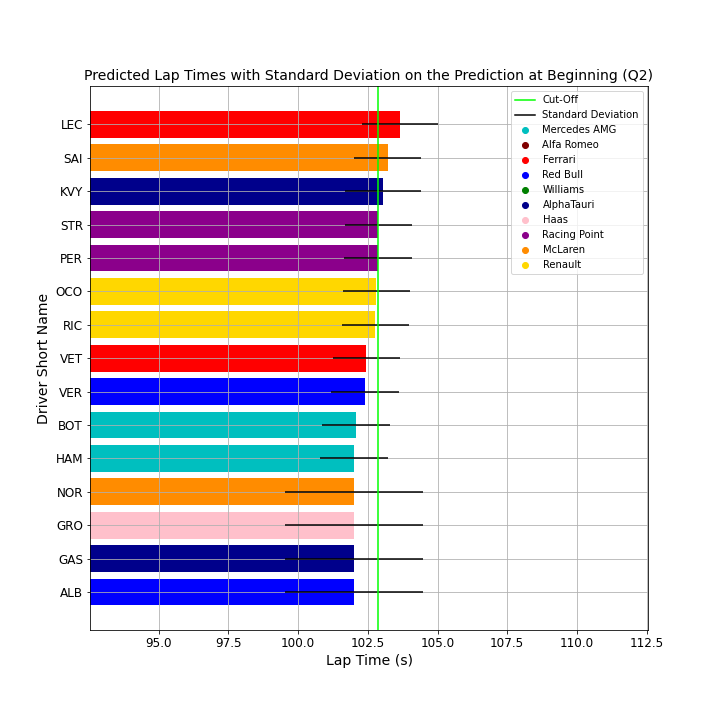 Predicted Lap Times with Standard Deviation on the Prediction at Beginning (Q2)
Cut-Off
Standard Deviation
Mercedes AMG
Alfa Romeo
Ferrari
Red Bull
Williams
AlphaTauri
Haas
Racing Point
McLaren
Renault
Driver Short Name
LEC
SAI
KVY
STR
PER
OCO
RIC
VET
VER
BOT
HAM
NOR
GRO
GAS
ALB
95.0 97.5 100.0 102.5 105.0 107.5 110.0 112.5
Lap Time (s)